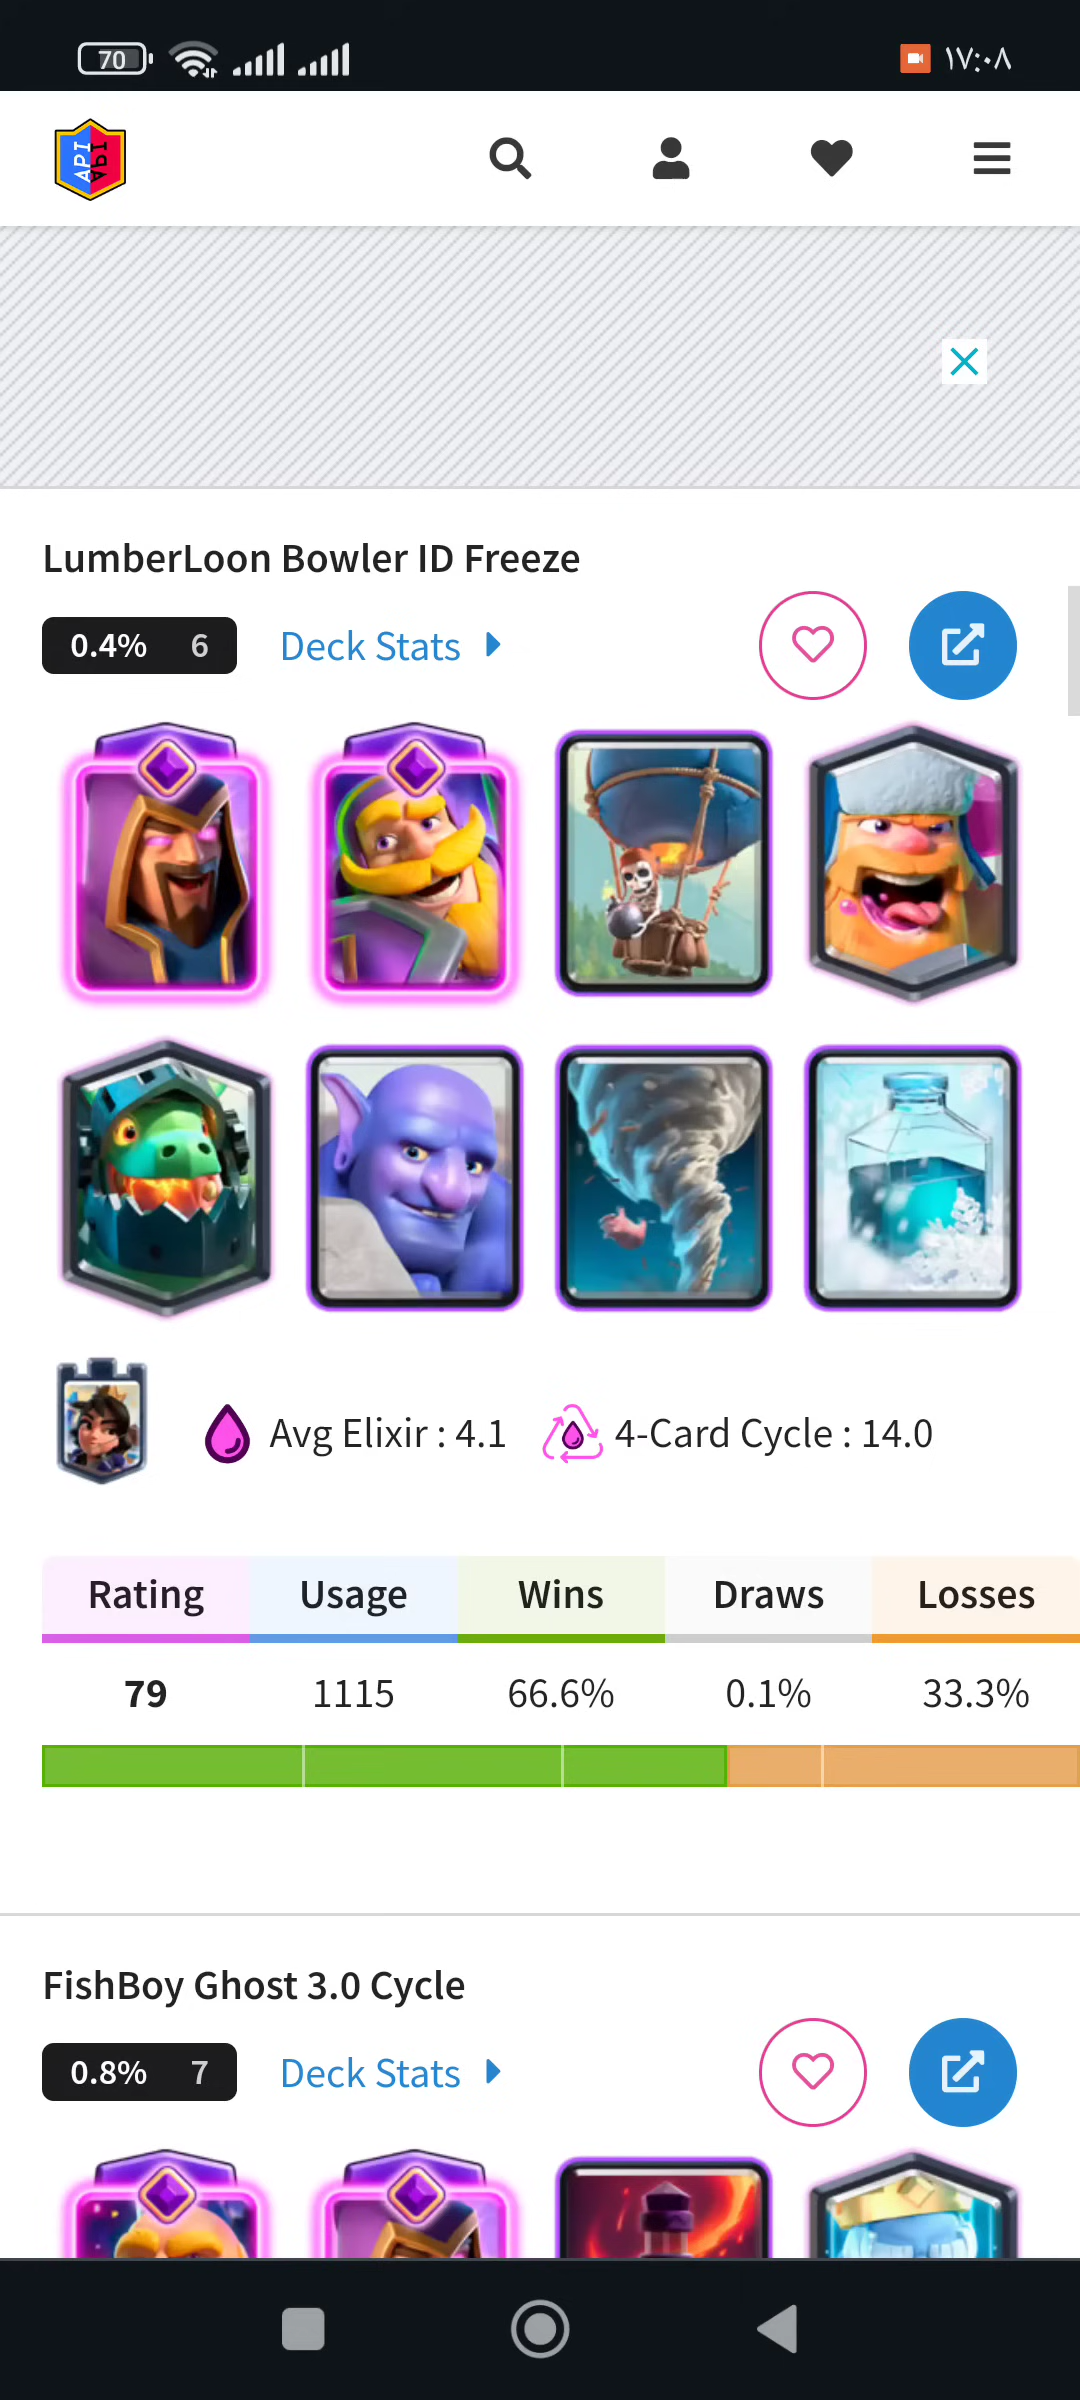 70
١٧:٠٨
API
API
LumberLoon Bowler ID Freeze
0.4% 6 Deck Stats
Avg Elixir : 4.1 4-Card Cycle : 14.0
Rating Usage Wins Draws Losses
79 1115 66.6% 0.1% 33.3%
FishBoy Ghost 3.0 Cycle
0.8% 7 Deck Stats